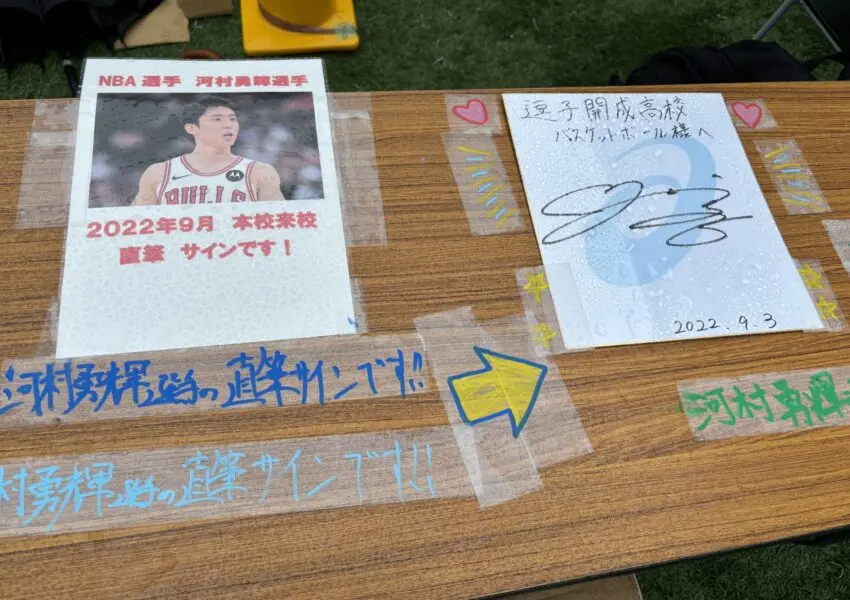 NBA 選手 河村勇輝選手
BULLS
2022年9月 本校来校
直筆 サインです！
逗子開成高校
バスケットボール様へ
2022.9.3
河村勇輝選手の直筆サインです!!
村勇輝選手の直筆サインです!!
河村勇輝